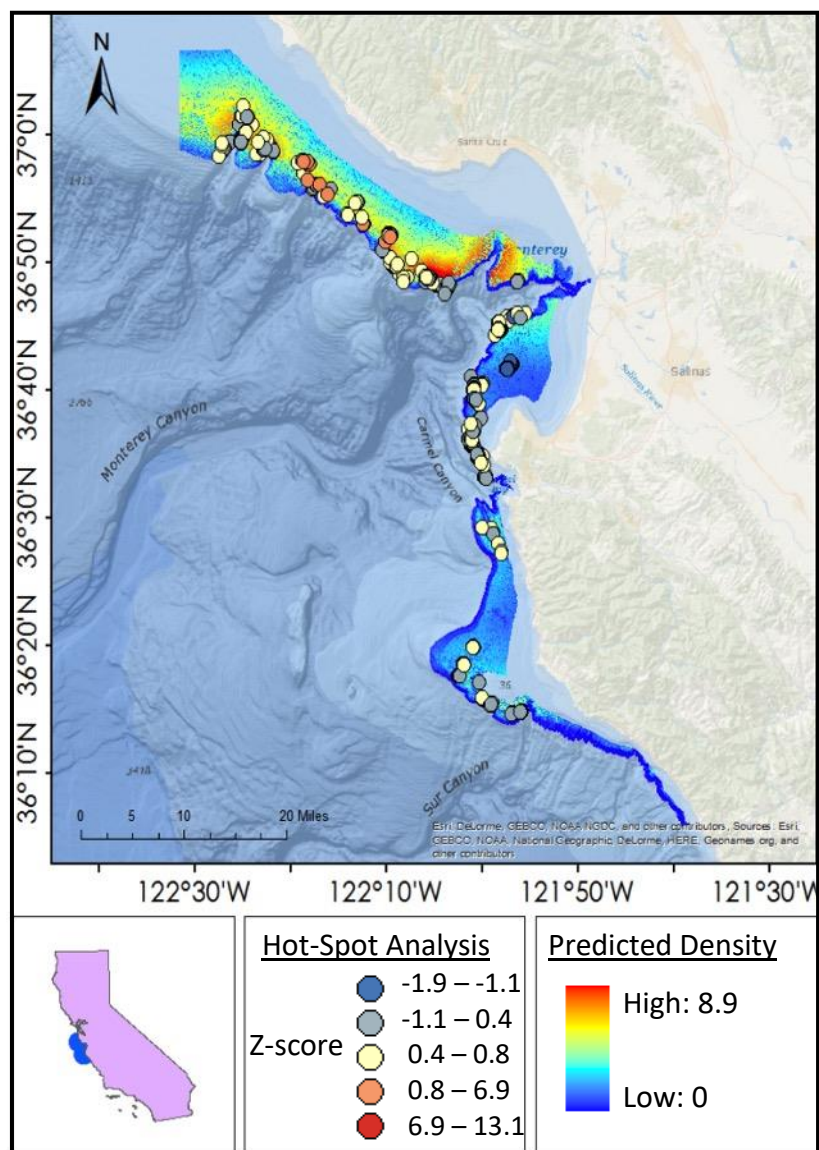 N
Santa Cruz
37°0'N
36°50'N
36°40'N
36°30'N
36°20'N
36°10'N
nterey
Salinas
Salinas River
2766
Monterey Canyon
Carmel Canyon
36
Sur Canyon
0 5 10 20 Miles
Esri, DeLorme, GEBCO, NOAA NGDC, and other contributors, Sources: Esri,
GEBCO, NOAA, National Geographic, DeLorme, HERE, Geonames.org, and
other contributors
122°30'W 122°10'W 121°50'W 121°30'W
Hot-Spot Analysis
Z-score
-1.9 – -1.1
-1.1 – 0.4
0.4 – 0.8
0.8 – 6.9
6.9 – 13.1
Predicted Density
High: 8.9
Low: 0